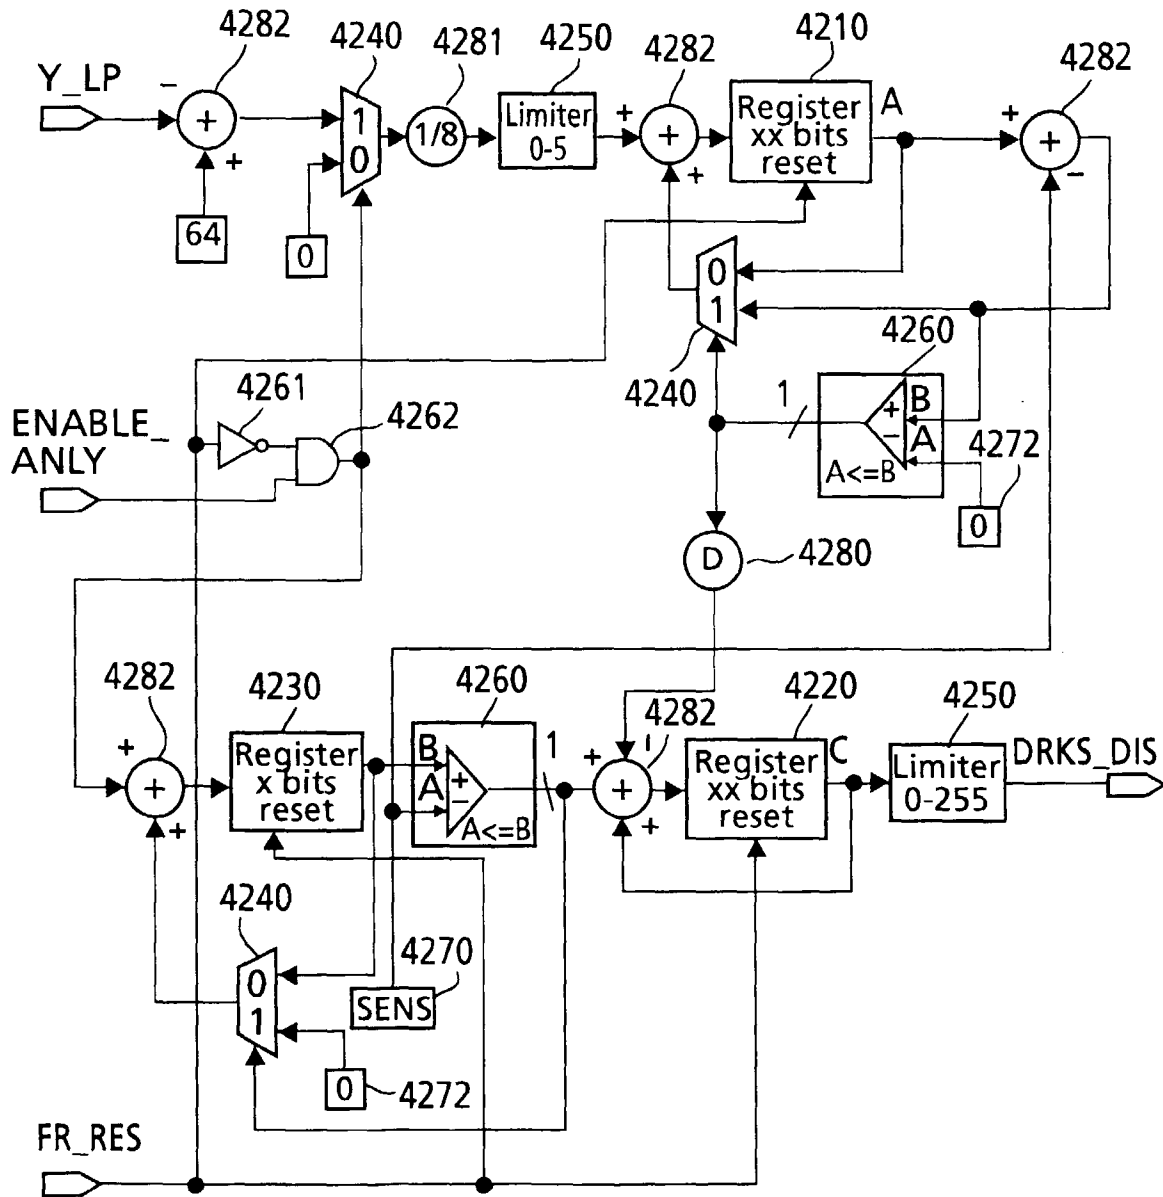 4282
4240
4281
4250
4282
4210
4282
Y_LP
−
+
+
64
1
0
0
1/8
Limiter
0-5
+
+
+
Register
xx bits
reset
A
+
+
−
0
1
4240
4260
1
+
−
B
A
A<=B
4272
0
ENABLE_
ANLY
4261
4262
D
4280
4282
+
+
+
4230
Register
x bits
reset
4260
B
A
+
−
A<=B
1
4282
+
−
+
+
4220
Register
xx bits
reset
C
4250
Limiter
0-255
DRKS_DIS
4240
0
1
4270
SENS
0
4272
FR_RES